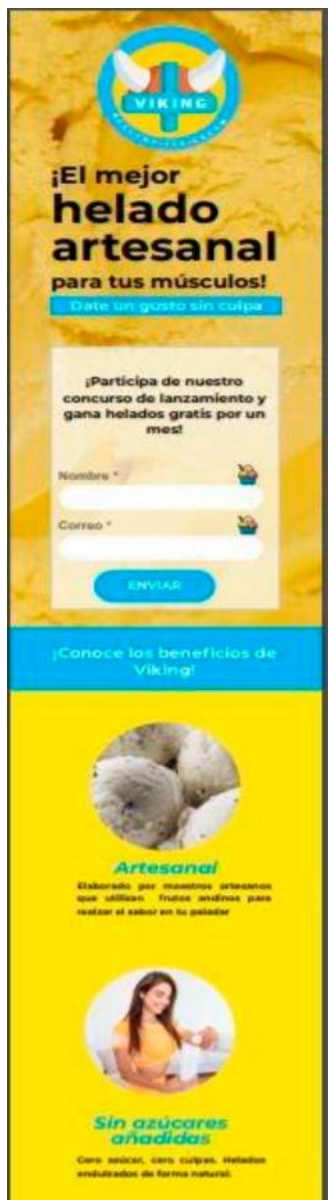 VIKING
¡El mejor
helado
artesanal
para tus músculos!
Date un gusto sin culpa
¡Participa de nuestro
concurso de lanzamiento y
gana helados gratis por un
mes!
Nombre *
Correo *
ENVIAR
¡Conoce los beneficios de
Viking!
Artesanal
Elaborado por maestros artesanos
que utilizan frutos andinos para
realzar el sabor en tu paladar
Sin azúcares
añadidas
Cero azúcar, cero culpas. Helados
endulzados de forma natural.